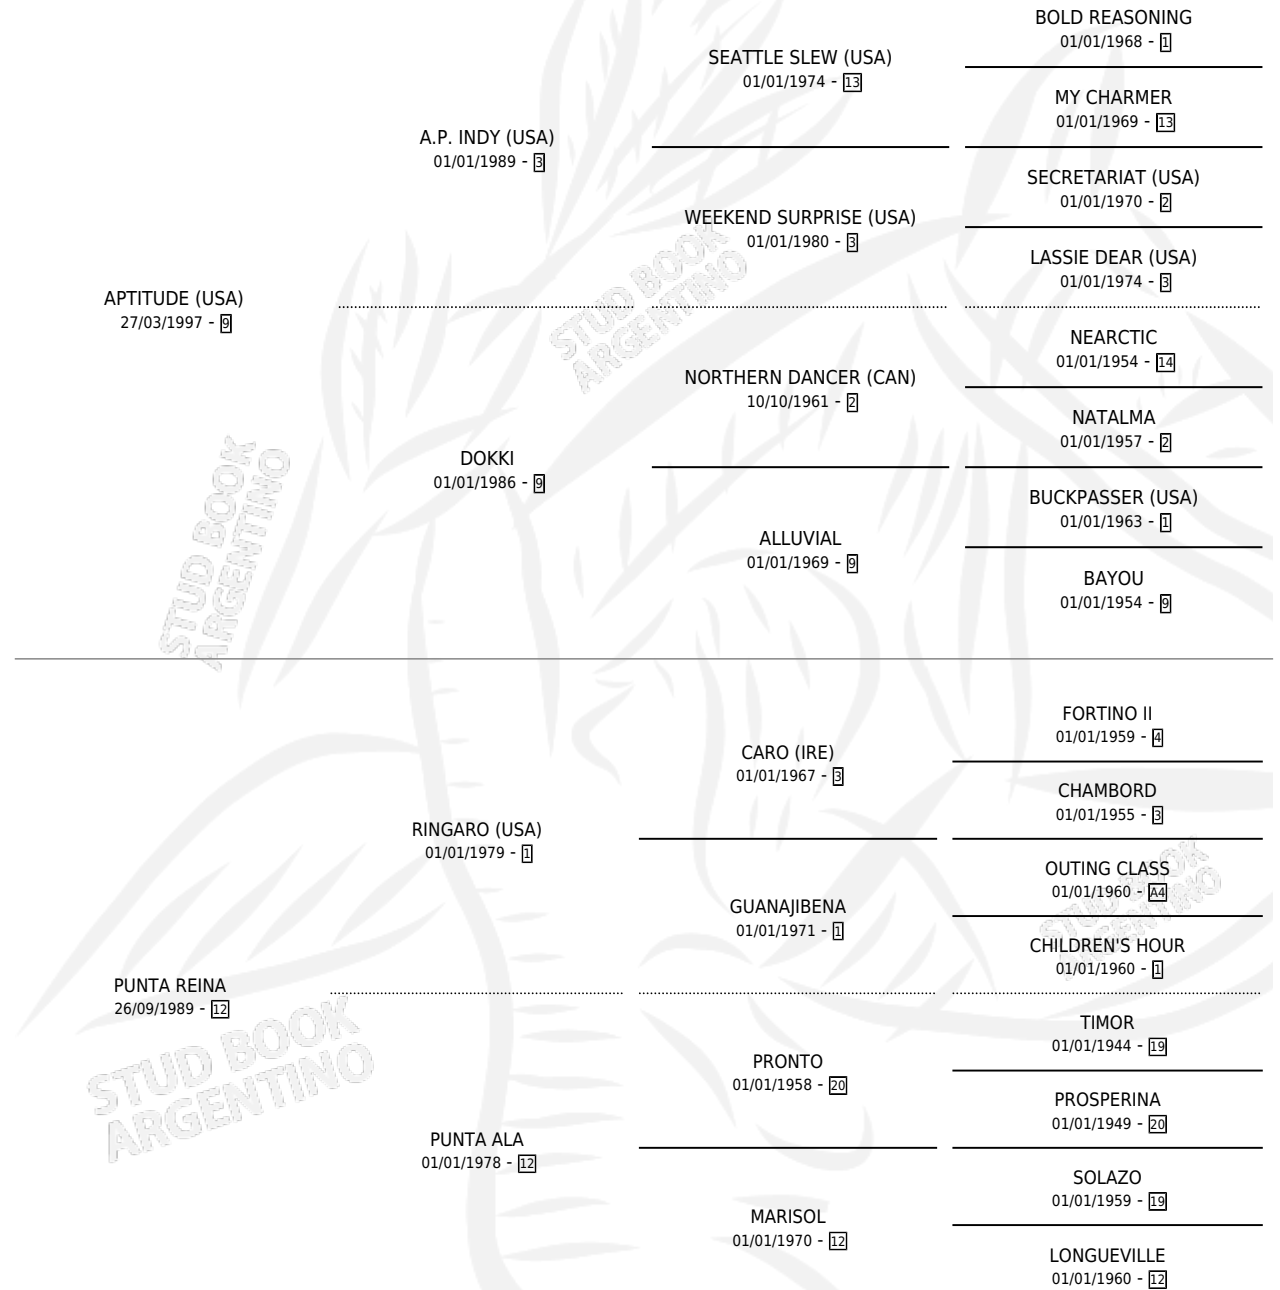 BOLD REASONING
01/01/1968 - 1
SEATTLE SLEW (USA)
01/01/1974 - 13
MY CHARMER
01/01/1969 - 13
A.P. INDY (USA)
01/01/1989 - 3
SECRETARIAT (USA)
01/01/1970 - 2
WEEKEND SURPRISE (USA)
01/01/1980 - 3
LASSIE DEAR (USA)
01/01/1974 - 3
APTITUDE (USA)
27/03/1997 - 9
NEARCTIC
01/01/1954 - 14
NORTHERN DANCER (CAN)
10/10/1961 - 2
NATALMA
01/01/1957 - 2
DOKKI
01/01/1986 - 9
BUCKPASSER (USA)
01/01/1963 - 1
ALLUVIAL
01/01/1969 - 9
BAYOU
01/01/1954 - 9
STUD BOOK
ARGENTINO
STUD BOOK
ARGENTINO
FORTINO II
01/01/1959 - 4
CARO (IRE)
01/01/1967 - 3
CHAMBORD
01/01/1955 - 3
RINGARO (USA)
01/01/1979 - 1
OUTING CLASS
01/01/1960 - A4
GUANAJIBENA
01/01/1971 - 1
CHILDREN'S HOUR
01/01/1960 - 1
PUNTA REINA
26/09/1989 - 12
TIMOR
01/01/1944 - 19
PRONTO
01/01/1958 - 20
PROSPERINA
01/01/1949 - 20
PUNTA ALA
01/01/1978 - 12
SOLAZO
01/01/1959 - 19
MARISOL
01/01/1970 - 12
LONGUEVILLE
01/01/1960 - 12
STUD BOOK
ARGENTINO
STUD BOOK
ARGENTINO